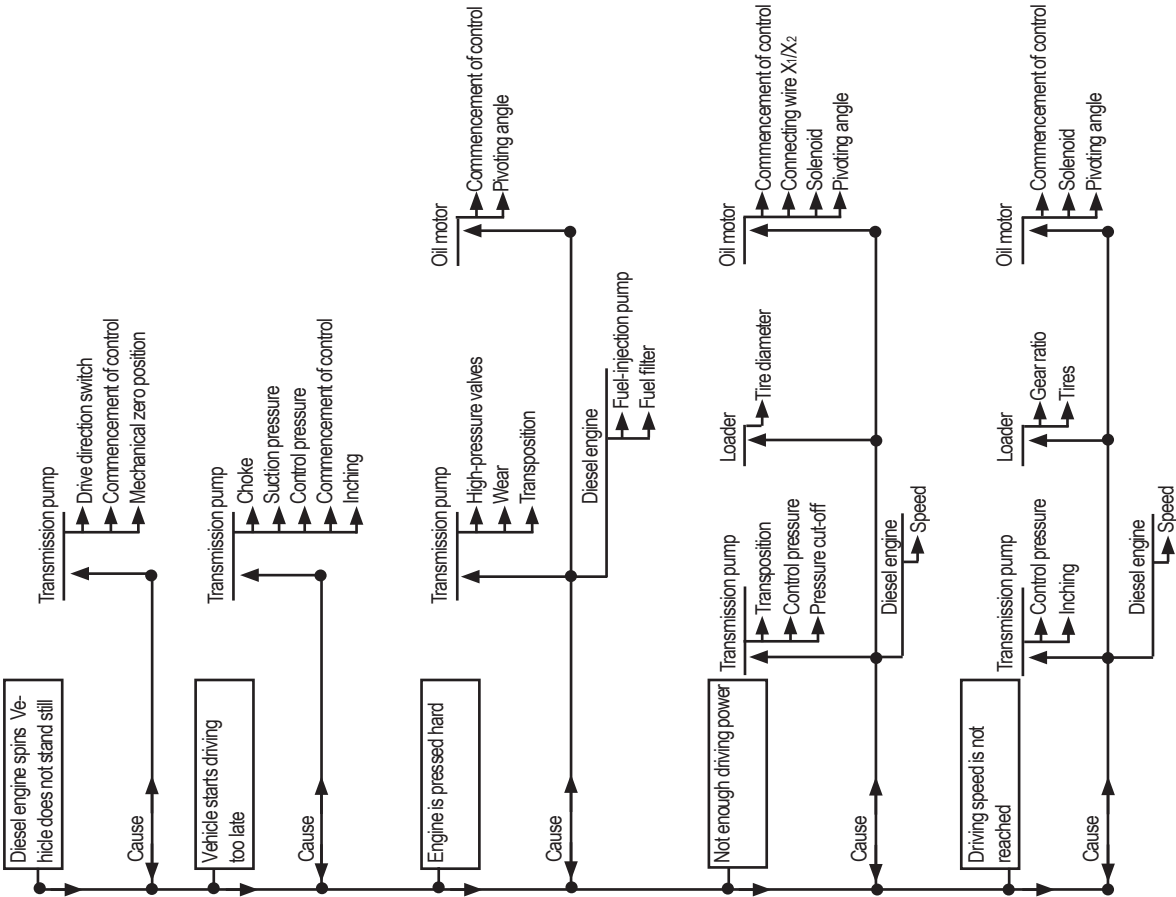 Diesel engine spins Ve-
hicle does not stand still
Cause
Transmission pump
Drive direction switch
Commencement of control
Mechanical zero position
Vehicle starts driving
too late
Cause
Transmission pump
Choke
Suction pressure
Control pressure
Commencement of control
Inching
Engine is pressed hard
Cause
Transmission pump
High-pressure valves
Wear
Transposition
Diesel engine
Fuel-injection pump
Fuel filter
Oil motor
Commencement of control
Pivoting angle
Not enough driving power
Cause
Transmission pump
Transposition
Control pressure
Pressure cut-off
Diesel engine
Speed
Loader
Tire diameter
Oil motor
Commencement of control
Connecting wire X1/X2
Solenoid
Pivoting angle
Driving speed is not
reached
Cause
Transmission pump
Control pressure
Inching
Diesel engine
Speed
Loader
Gear ratio
Tires
Oil motor
Commencement of control
Solenoid
Pivoting angle